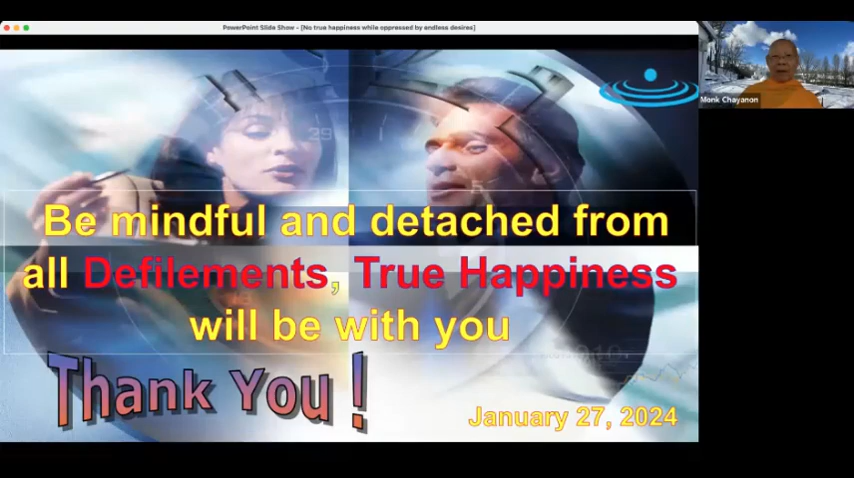 PowerPoint Slide Show - [No true happiness while oppressed by endless desires]
Monk Chayanon
39
Be mindful and detached from
all Defilements, True Happiness
will be with you
Thank You !
January 27, 2024